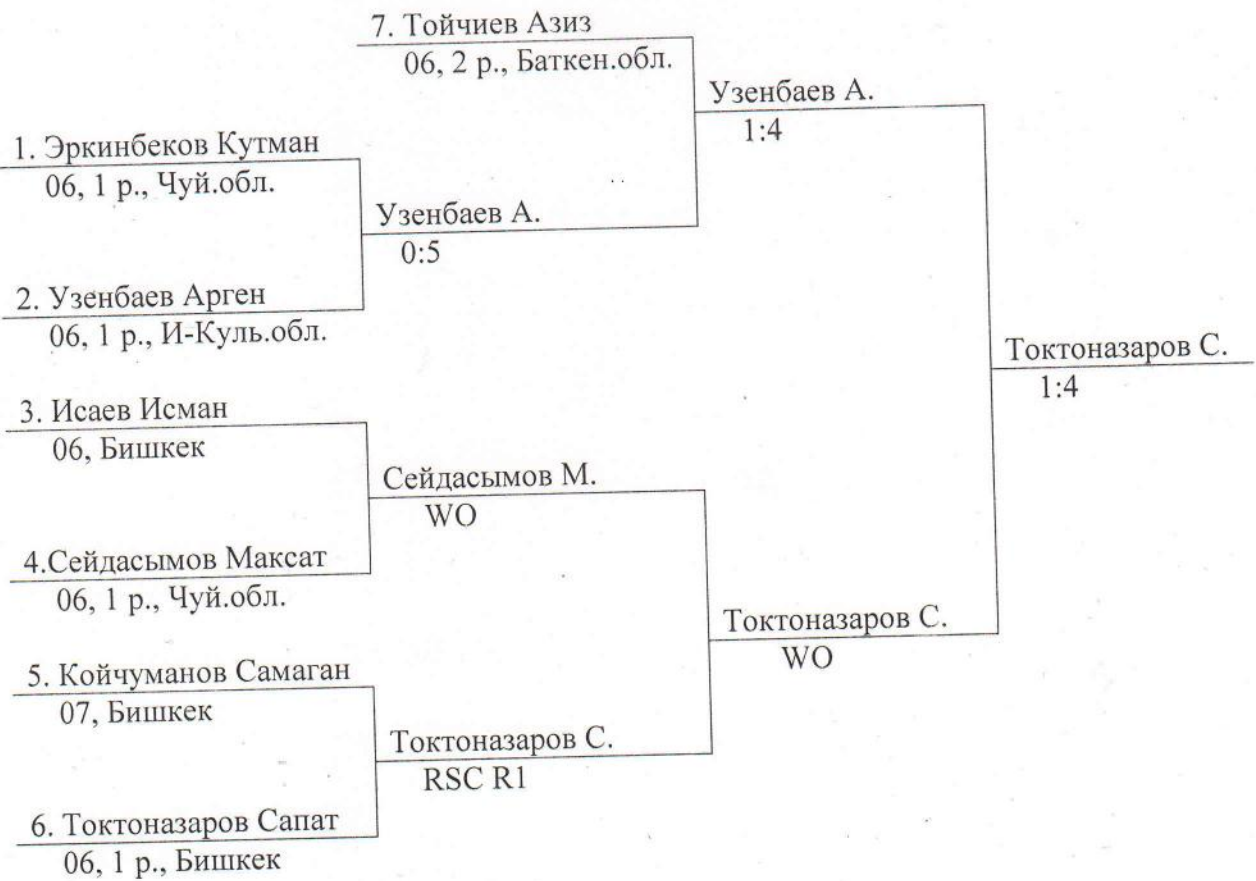 7. Тойчиев Азиз
06, 2 р., Баткен.обл.
Узенбаев А.
1:4
1. Эркинбеков Кутман
06, 1 р., Чуй.обл.
Узенбаев А.
0:5
2. Узенбаев Арген
06, 1 р., И-Куль.обл.
Токтоназаров С.
1:4
3. Исаев Исман
06, Бишкек
Сейдасымов М.
WO
4.Сейдасымов Максат
06, 1 р., Чуй.обл.
Токтоназаров С.
WO
5. Койчуманов Самаган
07, Бишкек
Токтоназаров С.
RSC R1
6. Токтоназаров Сапат
06, 1 р., Бишкек